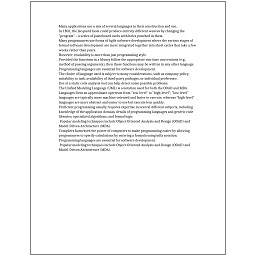 Many applications use a mix of several languages in their construction and use.
In 1801, the Jacquard loom could produce entirely different weaves by changing the
"program" - a series of pasteboard cards with holes punched in them.
Many programmers use forms of Agile software development where the various stages of
formal software development are more integrated together into short cycles that take a few
weeks rather than years.
However, readability is more than just programming style.
Provided the functions in a library follow the appropriate run-time conventions (e.g.,
method of passing arguments), then these functions may be written in any other language.
Programming languages are essential for software development.
The choice of language used is subject to many considerations, such as company policy,
suitability to task, availability of third-party packages, or individual preference.
Use of a static code analysis tool can help detect some possible problems.
The Unified Modeling Language (UML) is a notation used for both the OOAD and MDA.
Languages form an approximate spectrum from "low-level" to "high-level"; "low-level"
languages are typically more machine-oriented and faster to execute, whereas "high-level"
languages are more abstract and easier to use but execute less quickly.
Proficient programming usually requires expertise in several different subjects, including
knowledge of the application domain, details of programming languages and generic code
libraries, specialized algorithms, and formal logic.
Popular modeling techniques include Object-Oriented Analysis and Design (OOAD) and
Model-Driven Architecture (MDA).
Compilers harnessed the power of computers to make programming easier by allowing
programmers to specify calculations by entering a formula using infix notation.
Programming languages are essential for software development.
Popular modeling techniques include Object-Oriented Analysis and Design (OOAD) and
Model-Driven Architecture (MDA).